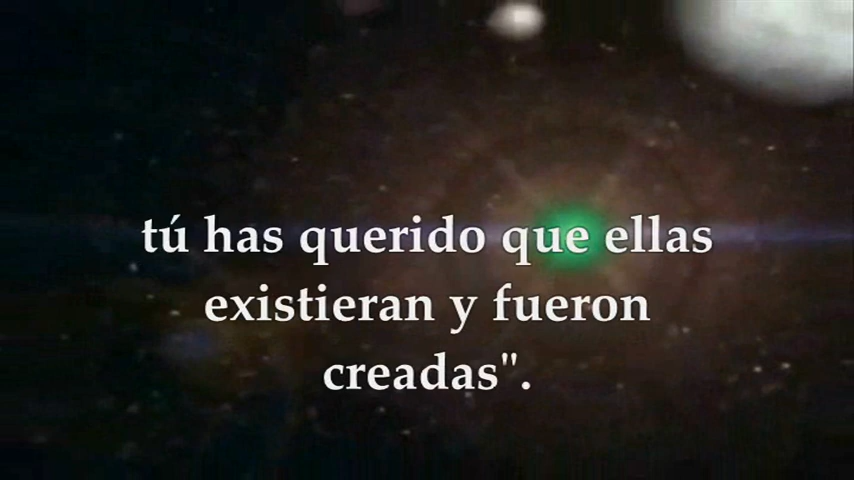 tú has querido que ellas
existieran y fueron
creadas".